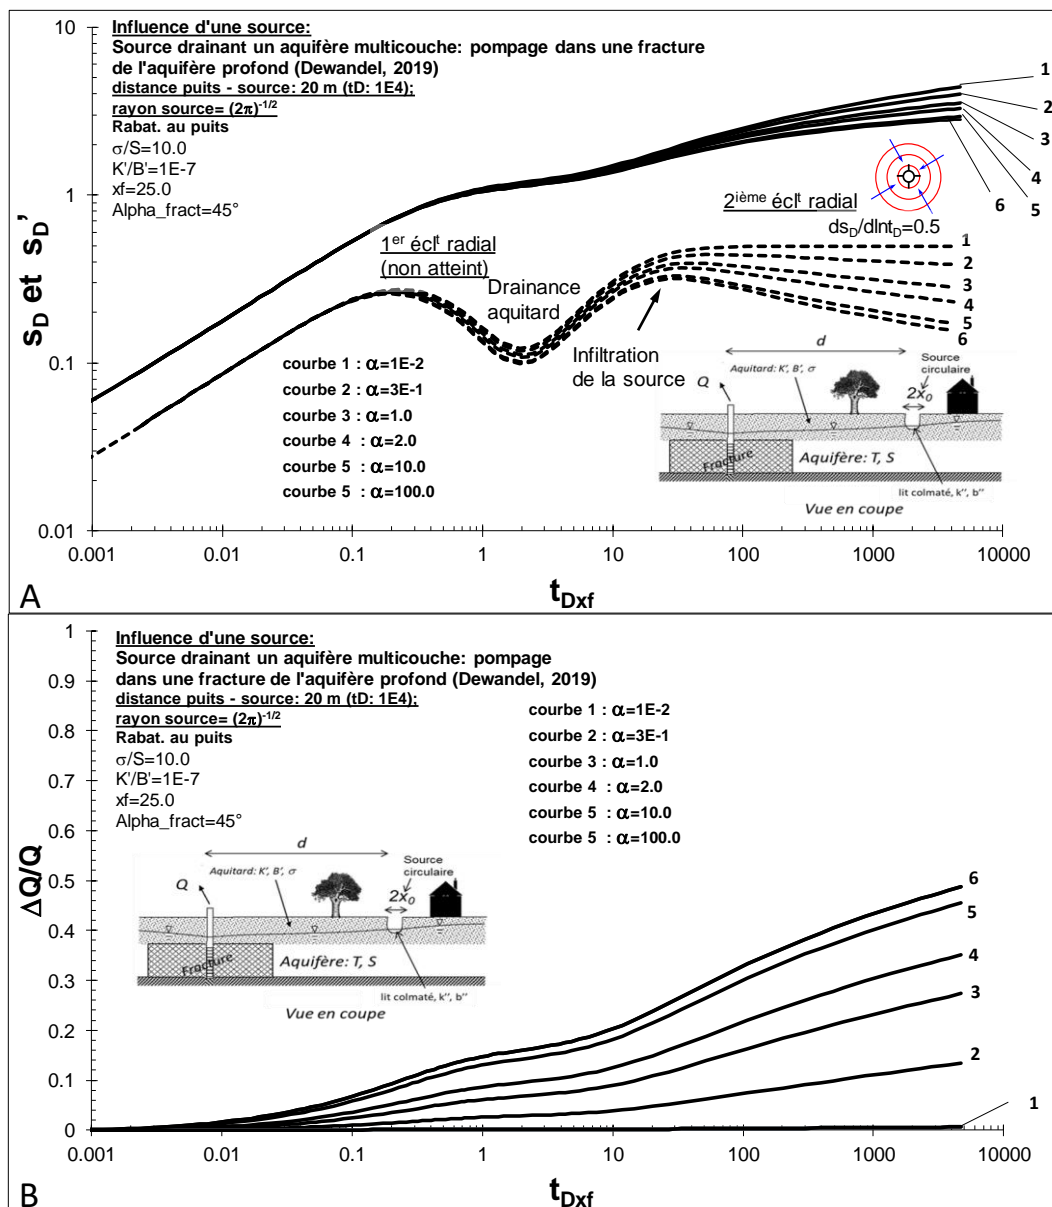 Influence d'une source:
Source drainant un aquifère multicouche: pompage dans une fracture
de l'aquifère profond (Dewandel, 2019)
distance puits - source: 20 m (tD: 1E4);
rayon source= (2π)-1/2
Rabat. au puits
σ/S=10.0
K'/B'=1E-7
xf=25.0
Alpha_fract=45°
10
1
0.1
0.01
sD et sD'
1
2
3
4
5
6
2ième éclt radial
dsD/dlntD=0.5
1er éclt radial
(non atteint)
Drainance
aquitard
Infiltration
de la source
1
2
3
4
5
6
courbe 1 : α=1E-2
courbe 2 : α=3E-1
courbe 3 : α=1.0
courbe 4 : α=2.0
courbe 5 : α=10.0
courbe 5 : α=100.0
d
Source
circulaire
Aquitard: K', B', σ
Q
2x0
Fracture
Aquifère: T, S
lit colmaté, k'', b''
Vue en coupe
0.001 0.01 0.1 1 10 100 1000 10000
tDxf
A
Influence d'une source:
Source drainant un aquifère multicouche: pompage
dans une fracture de l'aquifère profond (Dewandel, 2019)
distance puits - source: 20 m (tD: 1E4);
rayon source= (2π)-1/2
Rabat. au puits
σ/S=10.0
K'/B'=1E-7
xf=25.0
Alpha_fract=45°
courbe 1 : α=1E-2
courbe 2 : α=3E-1
courbe 3 : α=1.0
courbe 4 : α=2.0
courbe 5 : α=10.0
courbe 5 : α=100.0
1
0.9
0.8
0.7
0.6
0.5
0.4
0.3
0.2
0.1
0
ΔQ/Q
d
Source
circulaire
Aquitard: K', B', σ
Q
2x0
Fracture
Aquifère: T, S
lit colmaté, k'', b''
Vue en coupe
6
5
4
3
2
1
0.001 0.01 0.1 1 10 100 1000 10000
tDxf
B